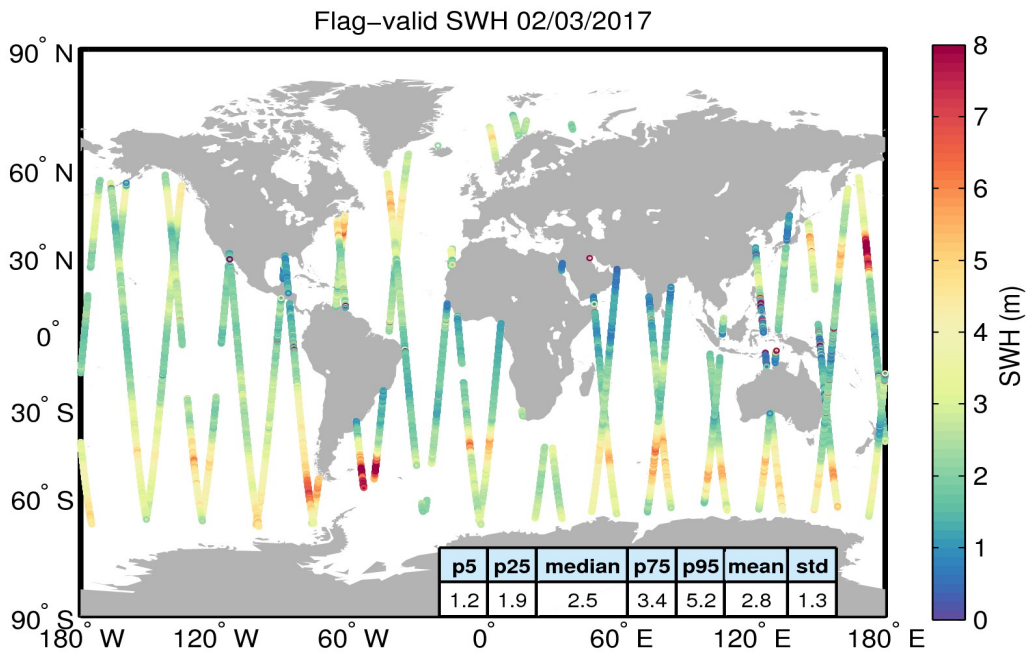 Flag−valid SWH 02/03/2017
90° N
60° N
30° N
0°
30° S
60° S
90° S
180° W
120° W
60° W
0°
60° E
120° E
180° E
p5 p25 median p75 p95 mean std
1.2 1.9 2.5 3.4 5.2 2.8 1.3
8
7
6
5
4
3
2
1
0
SWH (m)